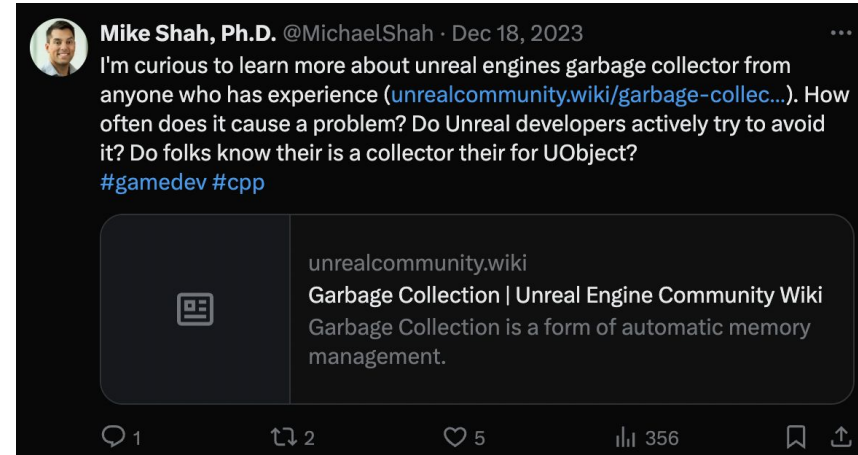 Mike Shah, Ph.D. @MichaelShah · Dec 18, 2023
I'm curious to learn more about unreal engines garbage collector from
anyone who has experience (unrealcommunity.wiki/garbage-collec...). How
often does it cause a problem? Do Unreal developers actively try to avoid
it? Do folks know their is a collector their for UObject?
#gamedev #cpp
unrealcommunity.wiki
Garbage Collection | Unreal Engine Community Wiki
Garbage Collection is a form of automatic memory
management.
1 2 5 356